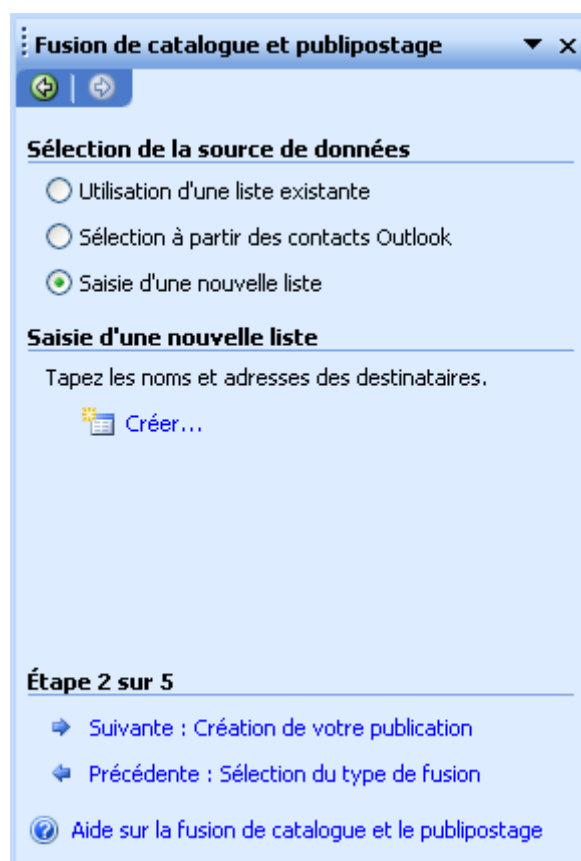 Fusion de catalogue et publipostage
Sélection de la source de données
Utilisation d'une liste existante
Sélection à partir des contacts Outlook
Saisie d'une nouvelle liste
Saisie d'une nouvelle liste
Tapez les noms et adresses des destinataires.
Créer...
Étape 2 sur 5
Suivante : Création de votre publication
Précédente : Sélection du type de fusion
Aide sur la fusion de catalogue et le publipostage